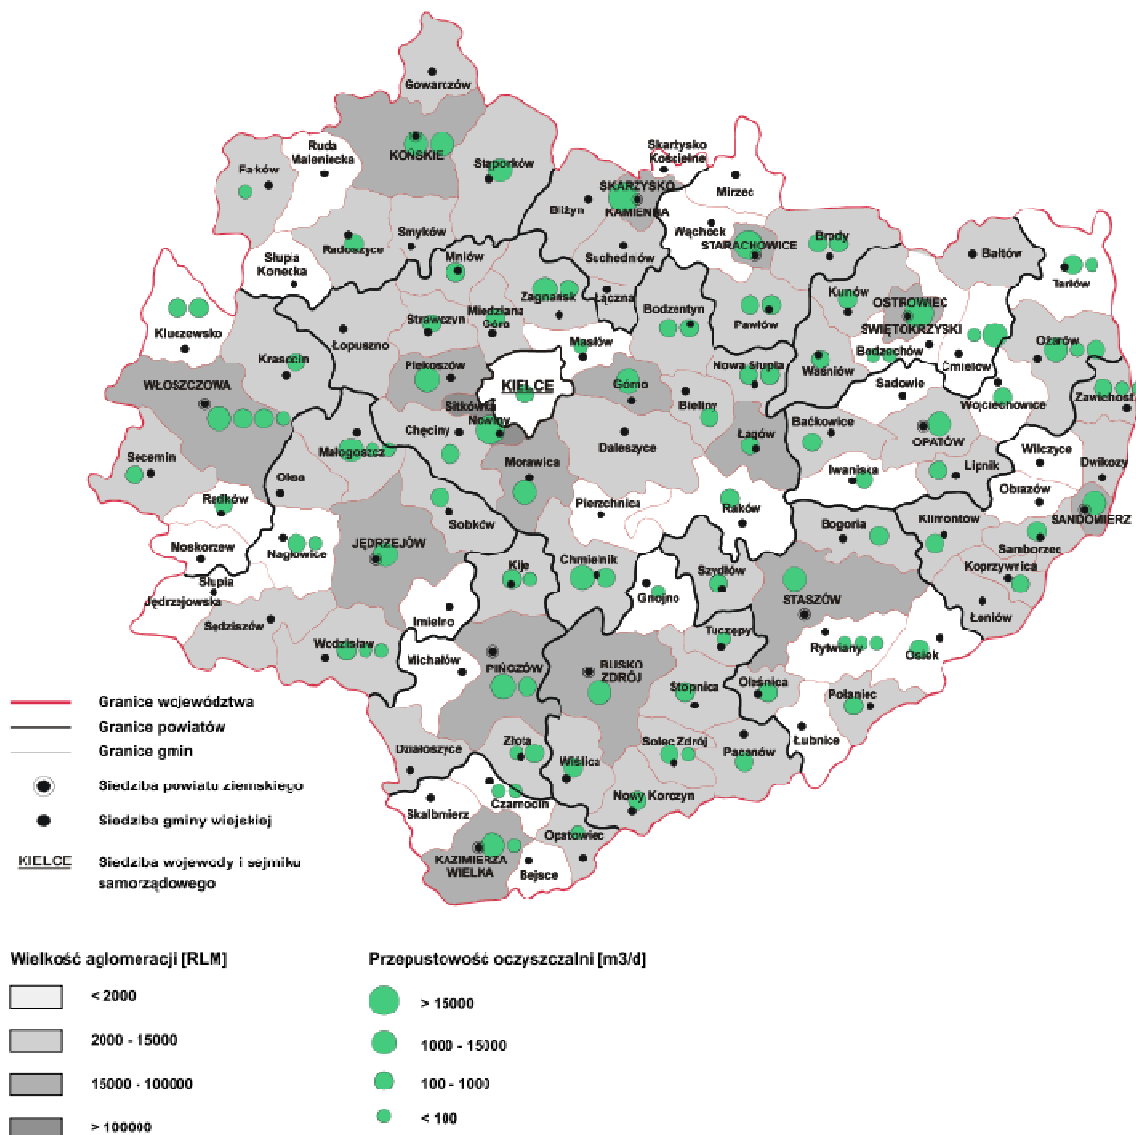 Gowarczów
Ruda
Maleniecka
KOŃSKIE
Fałków
Stąporków
Skarżysko
Kościelne
SKARŻYSKO
KAMIENNA
Mirzec
Bliżyn
Wąchock
STARACHOWICE
Brody
Smyków
Radoszyce
Słupia
Konecka
Mniów
Suchedniów
Bałtów
Tarłów
Zagnańsk
Łączna
Bodzentyn
Pawłów
Kunów
OSTROWIEC
ŚWIĘTOKRZYSKI
Kluczewsko
Łopuszno
Strawczyn
Miedziana
Góra
Masłów
Bodzechów
Ćmielów
Ożarów
Krasocin
Piekoszów
KIELCE
Górno
Nowa Słupia
Waśniów
Sadowie
Wojciechowice
Zawichost
WŁOSZCZOWA
Sitkówka
Nowiny
Chęciny
Bieliny
Łagów
Baćkowice
OPATÓW
Małogoszcz
Daleszyce
Wilczyce
Dwikozy
Secemin
Oksa
Morawica
Iwaniska
Lipnik
Obrazów
Radków
Pierzchnica
Raków
Klimontów
SANDOMIERZ
Sobków
Bogoria
Samborzec
Nagłowice
JĘDRZEJÓW
Noskorzew
Kije
Chmielnik
Szydłów
Koprzywnica
Słupia
Jędrzejowska
Gnojno
STASZÓW
Łoniów
Imielno
Sędziszów
Wodzisław
Tuczępy
Rytwiany
Osiek
Michałów
PIŃCZÓW
BUSKO
ZDRÓJ
Stopnica
Oleśnica
Połaniec
Działoszyce
Złota
Wiślica
Solec Zdrój
Pacanów
Łubnice
Skalbmierz
Czarnocin
Nowy Korczyn
Opatowiec
KAZIMIERZA
WIELKA
Bejsce
Granice województwa
Granice powiatów
Granice gmin
Siedziba powiatu ziemskiego
Siedziba gminy wiejskiej
KIELCE
Siedziba wojewody i sejmiku
samorządowego
Wielkość aglomeracji [RLM]
< 2000
2000 - 15000
15000 - 100000
> 100000
Przepustowość oczyszczalni [m3/d]
> 15000
1000 - 15000
100 - 1000
< 100